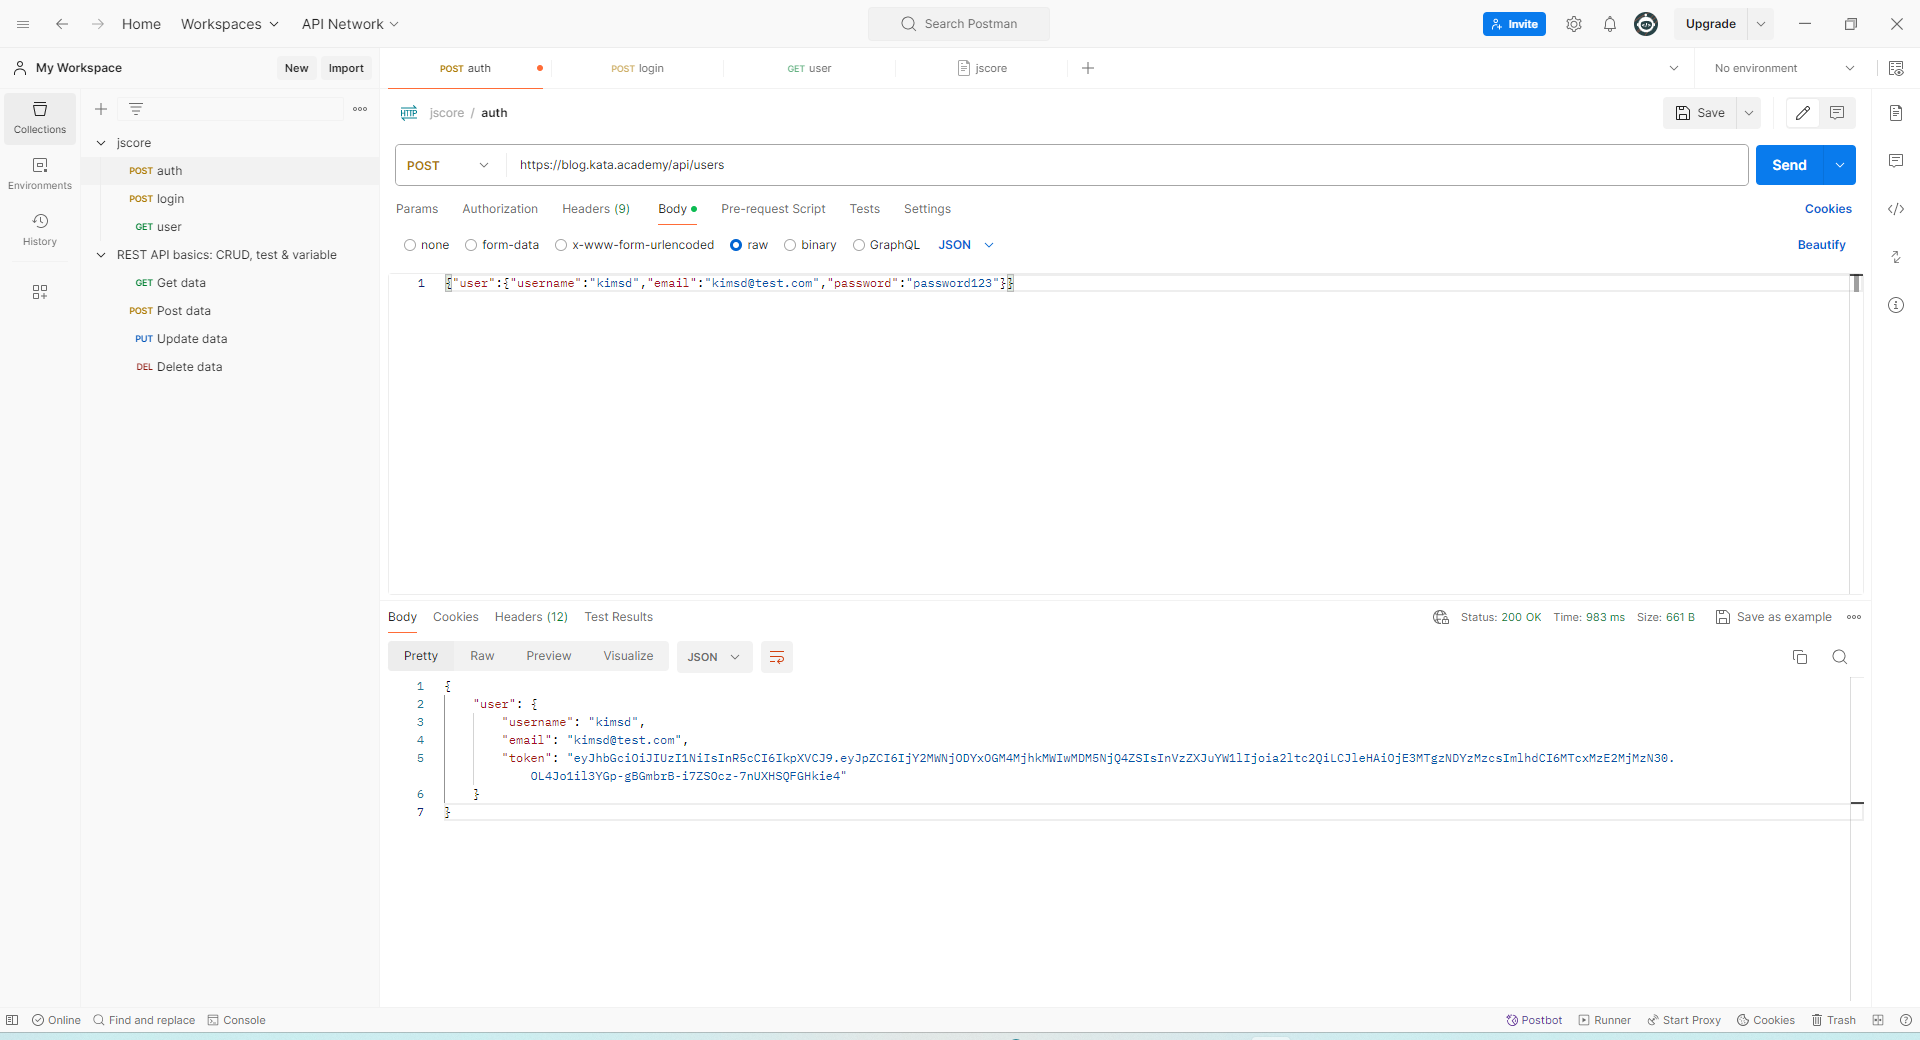 Home Workspaces API Network Search Postman Invite Upgrade
My Workspace New Import POST auth POST login GET user jscore No environment
Collections
Environments
History
jscore
POST auth
POST login
GET user
REST API basics: CRUD, test & variable
GET Get data
POST Post data
PUT Update data
DEL Delete data
HTTP jscore / auth Save
POST https://blog.kata.academy/api/users Send
Params Authorization Headers (9) Body Pre-request Script Tests Settings Cookies
none form-data x-www-form-urlencoded raw binary GraphQL JSON Beautify
1 {"user":{"username":"kimsd","email":"kimsd@test.com","password":"password123"}}
Body Cookies Headers (12) Test Results Status: 200 OK Time: 983 ms Size: 661 B Save as example
Pretty Raw Preview Visualize JSON
1 {
2 "user": {
3 "username": "kimsd",
4 "email": "kimsd@test.com",
5 "token": "eyJhbGciOiJIUzI1NiIsInR5cCI6IkpXVCJ9.eyJpZCI6IjY2MWNjODYxOGM4MjhkMWIwMDM5NjQ4ZSIsInVzZXJuYW1lIjoia2ltc2QiLCJleHAiOjE3MTgzNDYzMzcsImlhdCI6MTcxMzE2MjMzN30.
OL4Jo1il3YGp-gBGmbrB-i7ZSOcz-7nUXHSQFGHkie4"
6 }
7 }
Online Find and replace Console Postbot Runner Start Proxy Cookies Trash